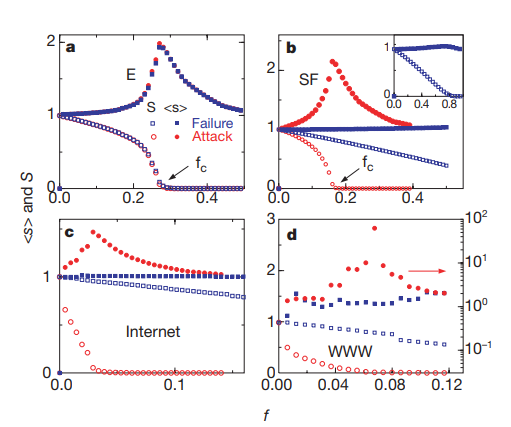 a
E
S <s>
Failure
Attack
f_c
2
1
0
0.0
0.2
0.4
b
SF
f_c
2
1
0
0.0
0.2
0.4
1
0
0.0
0.4
0.8
c
Internet
1
0
0.0
0.1
d
WWW
3
2
1
0
0.00
0.04
0.08
0.12
10^2
10^1
10^0
10^-1
<s> and S
f